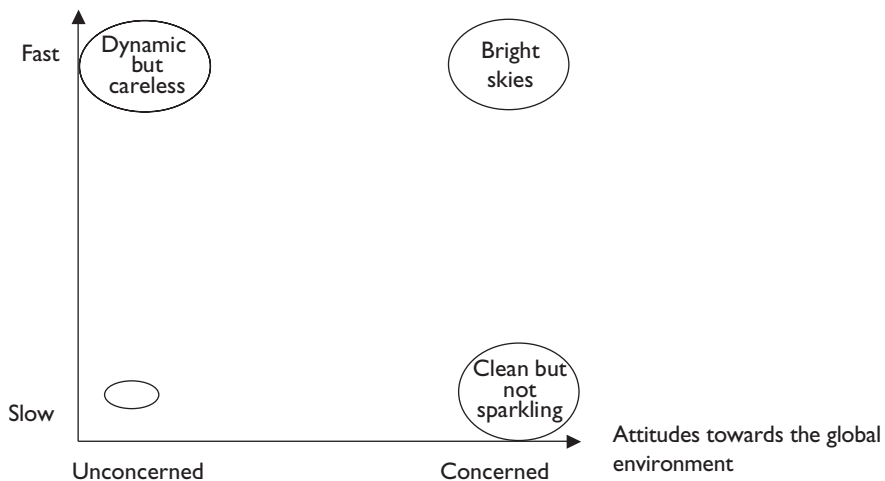 Fast
Dynamic
but
careless
Bright
skies
Slow
Clean but
not
sparkling
Unconcerned
Concerned
Attitudes towards the global
environment